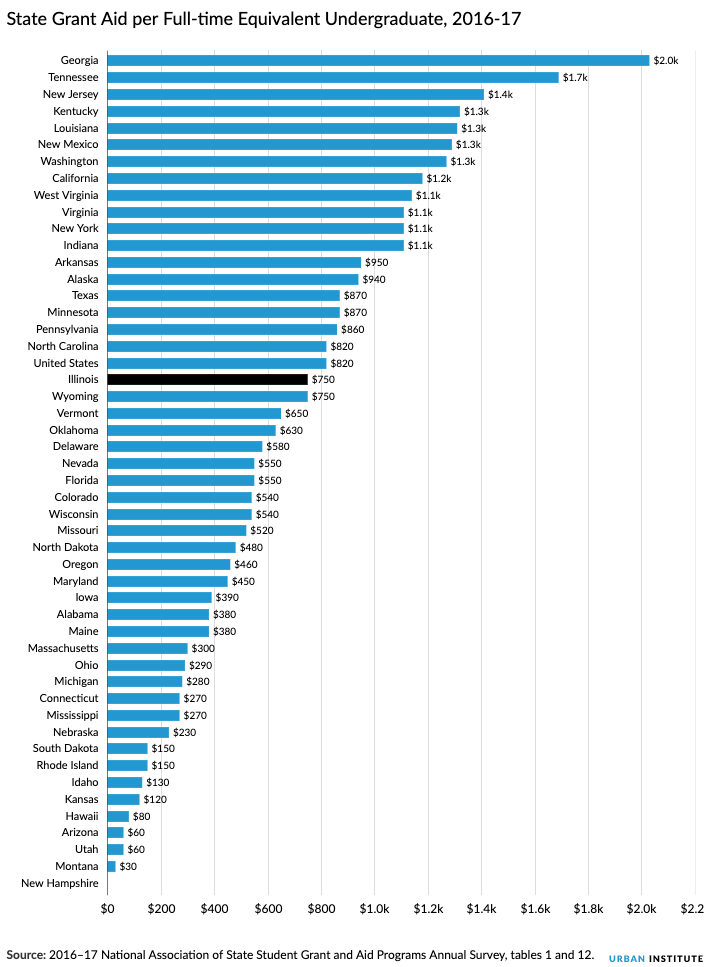 State Grant Aid per Full-time Equivalent Undergraduate, 2016-17
Georgia $2.0k
Tennessee $1.7k
New Jersey $1.4k
Kentucky $1.3k
Louisiana $1.3k
New Mexico $1.3k
Washington $1.3k
California $1.2k
West Virginia $1.1k
Virginia $1.1k
New York $1.1k
Indiana $1.1k
Arkansas $950
Alaska $940
Texas $870
Minnesota $870
Pennsylvania $860
North Carolina $820
United States $820
Illinois $750
Wyoming $750
Vermont $650
Oklahoma $630
Delaware $580
Nevada $550
Florida $550
Colorado $540
Wisconsin $540
Missouri $520
North Dakota $480
Oregon $460
Maryland $450
Iowa $390
Alabama $380
Maine $380
Massachusetts $300
Ohio $290
Michigan $280
Connecticut $270
Mississippi $270
Nebraska $230
South Dakota $150
Rhode Island $150
Idaho $130
Kansas $120
Hawaii $80
Arizona $60
Utah $60
Montana $30
New Hampshire
$0 $200 $400 $600 $800 $1.0k $1.2k $1.4k $1.6k $1.8k $2.0k $2.2
Source: 2016–17 National Association of State Student Grant and Aid Programs Annual Survey, tables 1 and 12. URBAN INSTITUTE